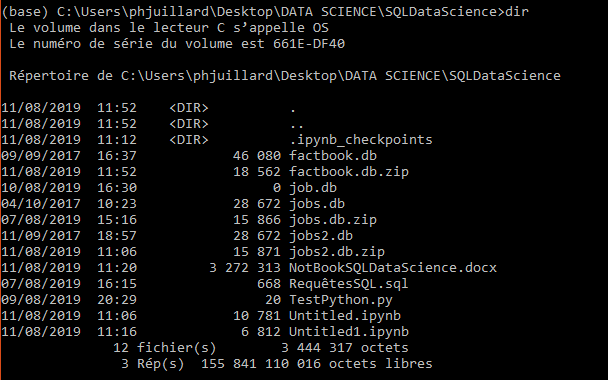 (base) C:\Users\phjuillard\Desktop\DATA SCIENCE\SQLDataScience>dir
 Le volume dans le lecteur C s’appelle OS
 Le numéro de série du volume est 661E-DF40

 Répertoire de C:\Users\phjuillard\Desktop\DATA SCIENCE\SQLDataScience

11/08/2019  11:52    <DIR>          .
11/08/2019  11:52    <DIR>          ..
11/08/2019  11:12    <DIR>          .ipynb_checkpoints
09/09/2017  16:37            46 080 factbook.db
11/08/2019  11:52            18 562 factbook.db.zip
10/08/2019  16:30                 0 job.db
04/10/2017  10:23            28 672 jobs.db
07/08/2019  15:16            15 866 jobs.db.zip
11/09/2017  18:57            28 672 jobs2.db
11/08/2019  11:06            15 871 jobs2.db.zip
11/08/2019  11:20         3 272 313 NotBookSQLDataScience.docx
07/08/2019  16:15               668 RequêtesSQL.sql
09/08/2019  20:29                20 TestPython.py
11/08/2019  11:06            10 781 Untitled.ipynb
11/08/2019  11:16             6 812 Untitled1.ipynb
              12 fichier(s)        3 444 317 octets
               3 Rép(s)  155 841 110 016 octets libres